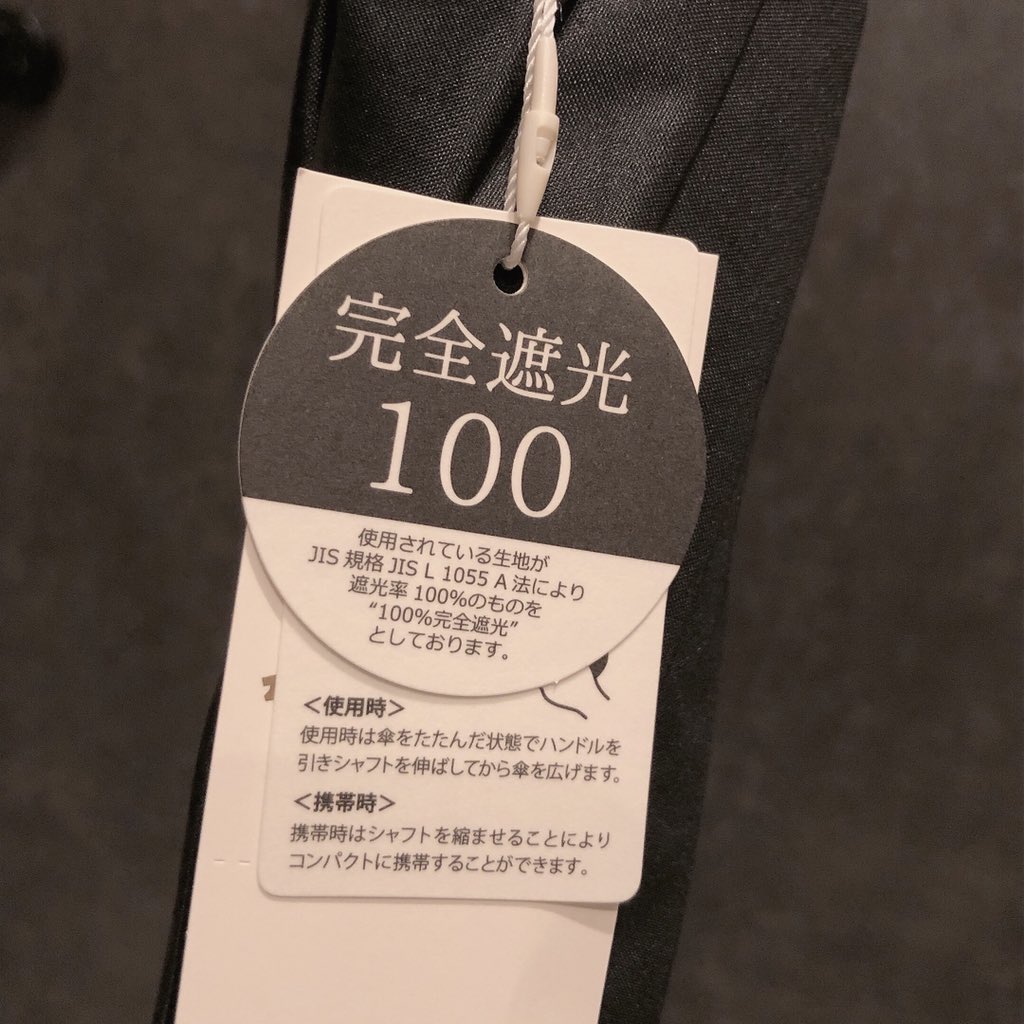 完全遮光
100
使用されている生地が
JIS 規格 JIS L 1055 A 法により
遮光率 100%のものを
“100%完全遮光”
としております。
＜使用時＞
使用時は傘をたたんだ状態でハンドルを
引きシャフトを伸ばしてから傘を広げます。
＜携帯時＞
携帯時はシャフトを縮ませることにより
コンパクトに携帯することができます。